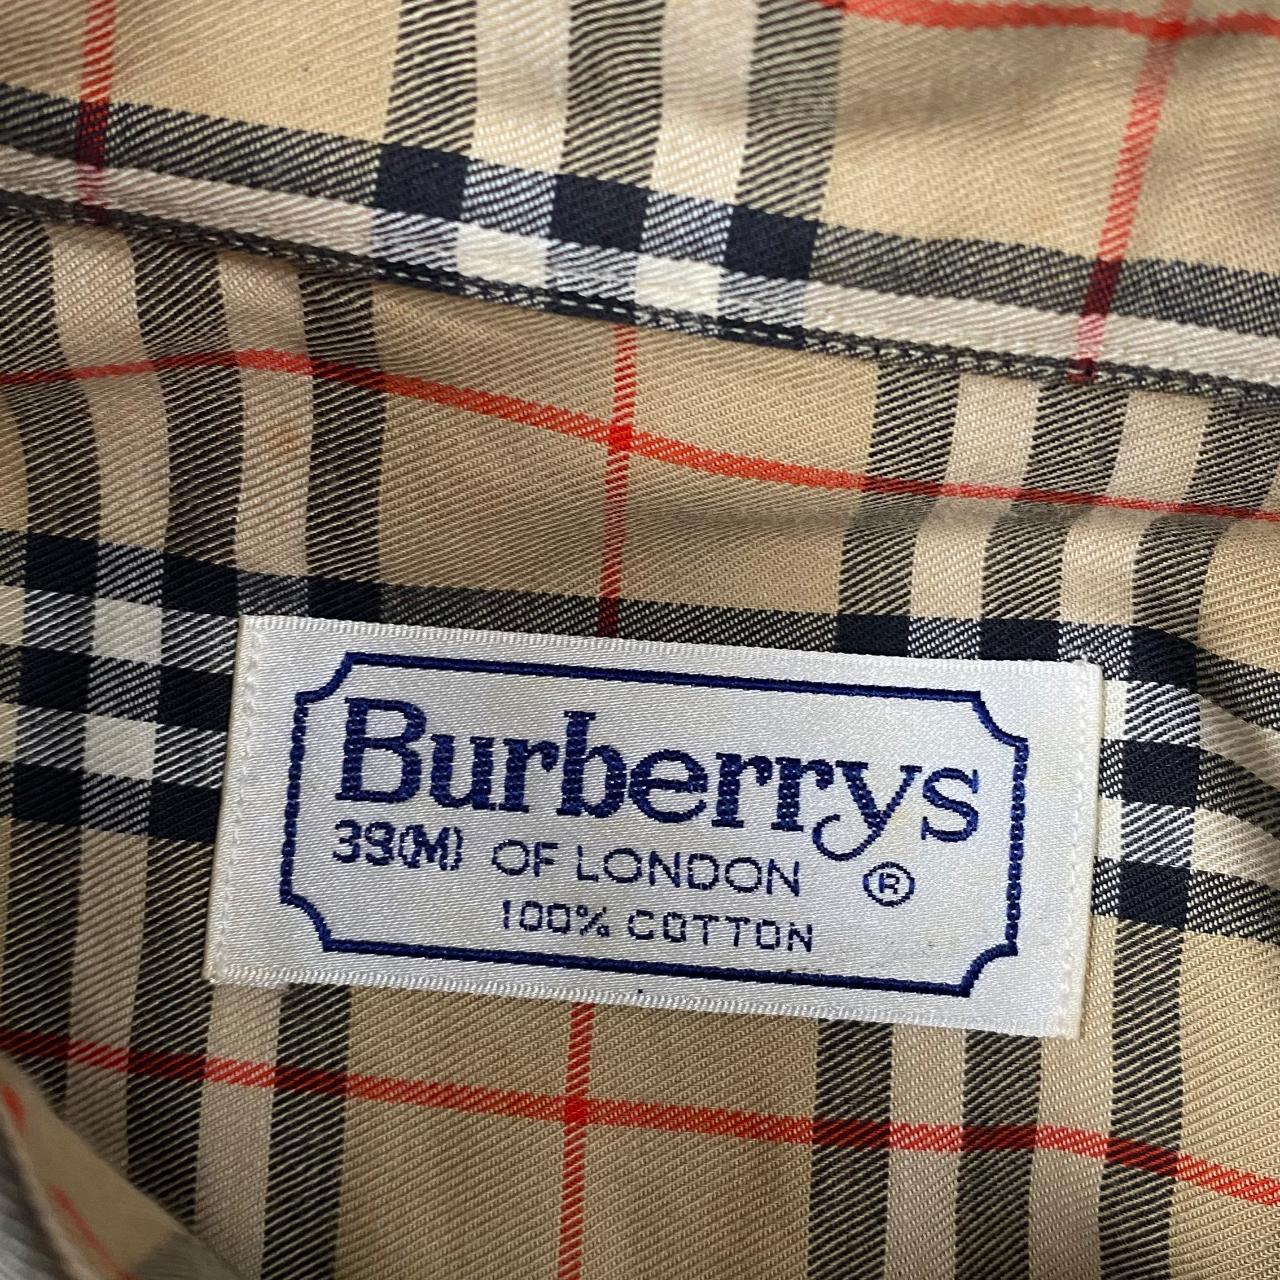 Burberrys
39(M) OF LONDON ®
100% COTTON